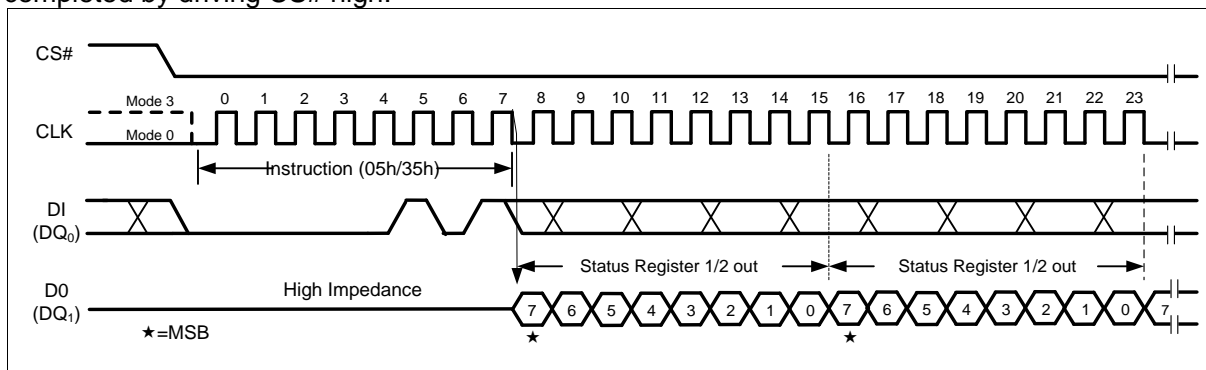 completed by driving CS# high.
CS#
Mode 3
0 1 2 3 4 5 6 7 8 9 10 11 12 13 14 15 16 17 18 19 20 21 22 23
CLK
Mode 0
Instruction (05h/35h)
DI
(DQ0)
Status Register 1/2 out Status Register 1/2 out
D0
(DQ1)
High Impedance
7 6 5 4 3 2 1 0 7 6 5 4 3 2 1 0 7
★=MSB ★ ★